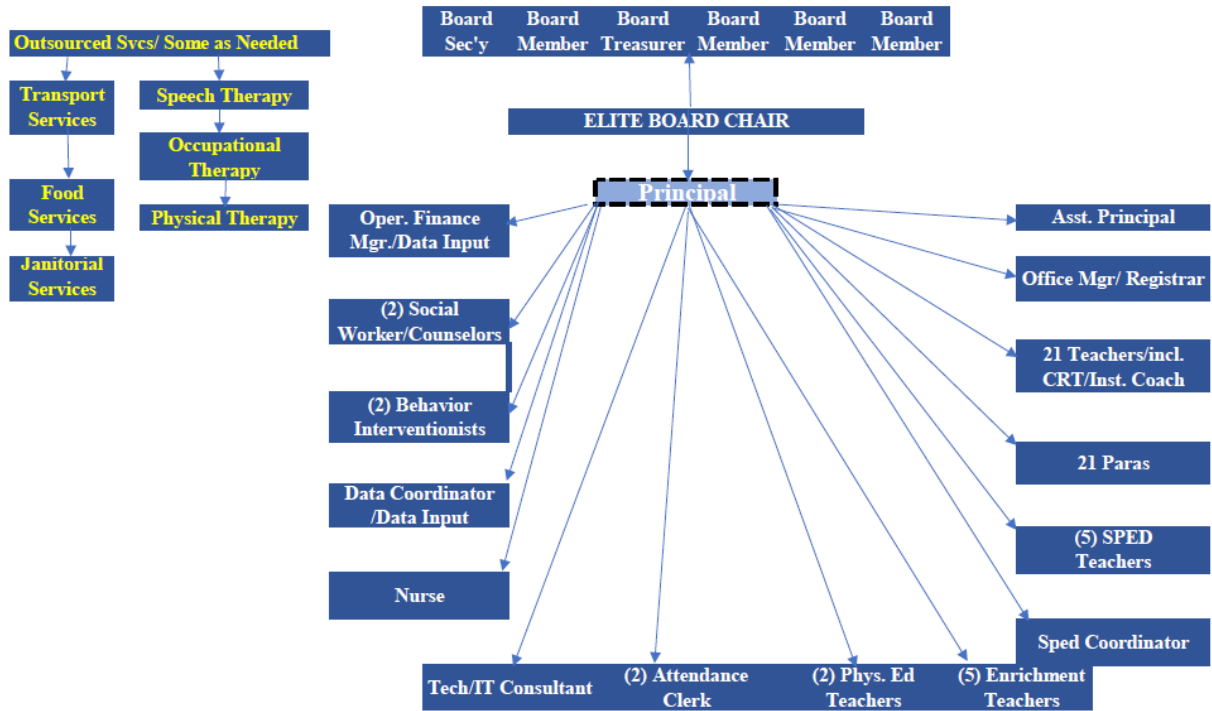 Board Sec'y
Board Member
Board Treasurer
Board Member
Board Member
Board Member
Outsourced Svcs/ Some as Needed
Transport
Services
Speech Therapy
Occupational
Therapy
Food
Services
Physical Therapy
Janitorial
Services
ELITE BOARD CHAIR
Principal
Oper. Finance
Mgr./Data Input
(2) Social
Worker/Counselors
(2) Behavior
Interventionists
Data Coordinator
/Data Input
Nurse
Asst. Principal
Office Mgr/ Registrar
21 Teachers/incl.
CRT/Inst. Coach
21 Paras
(5) SPED
Teachers
Sped Coordinator
Tech/IT Consultant
(2) Attendance
Clerk
(2) Phys. Ed
Teachers
(5) Enrichment
Teachers